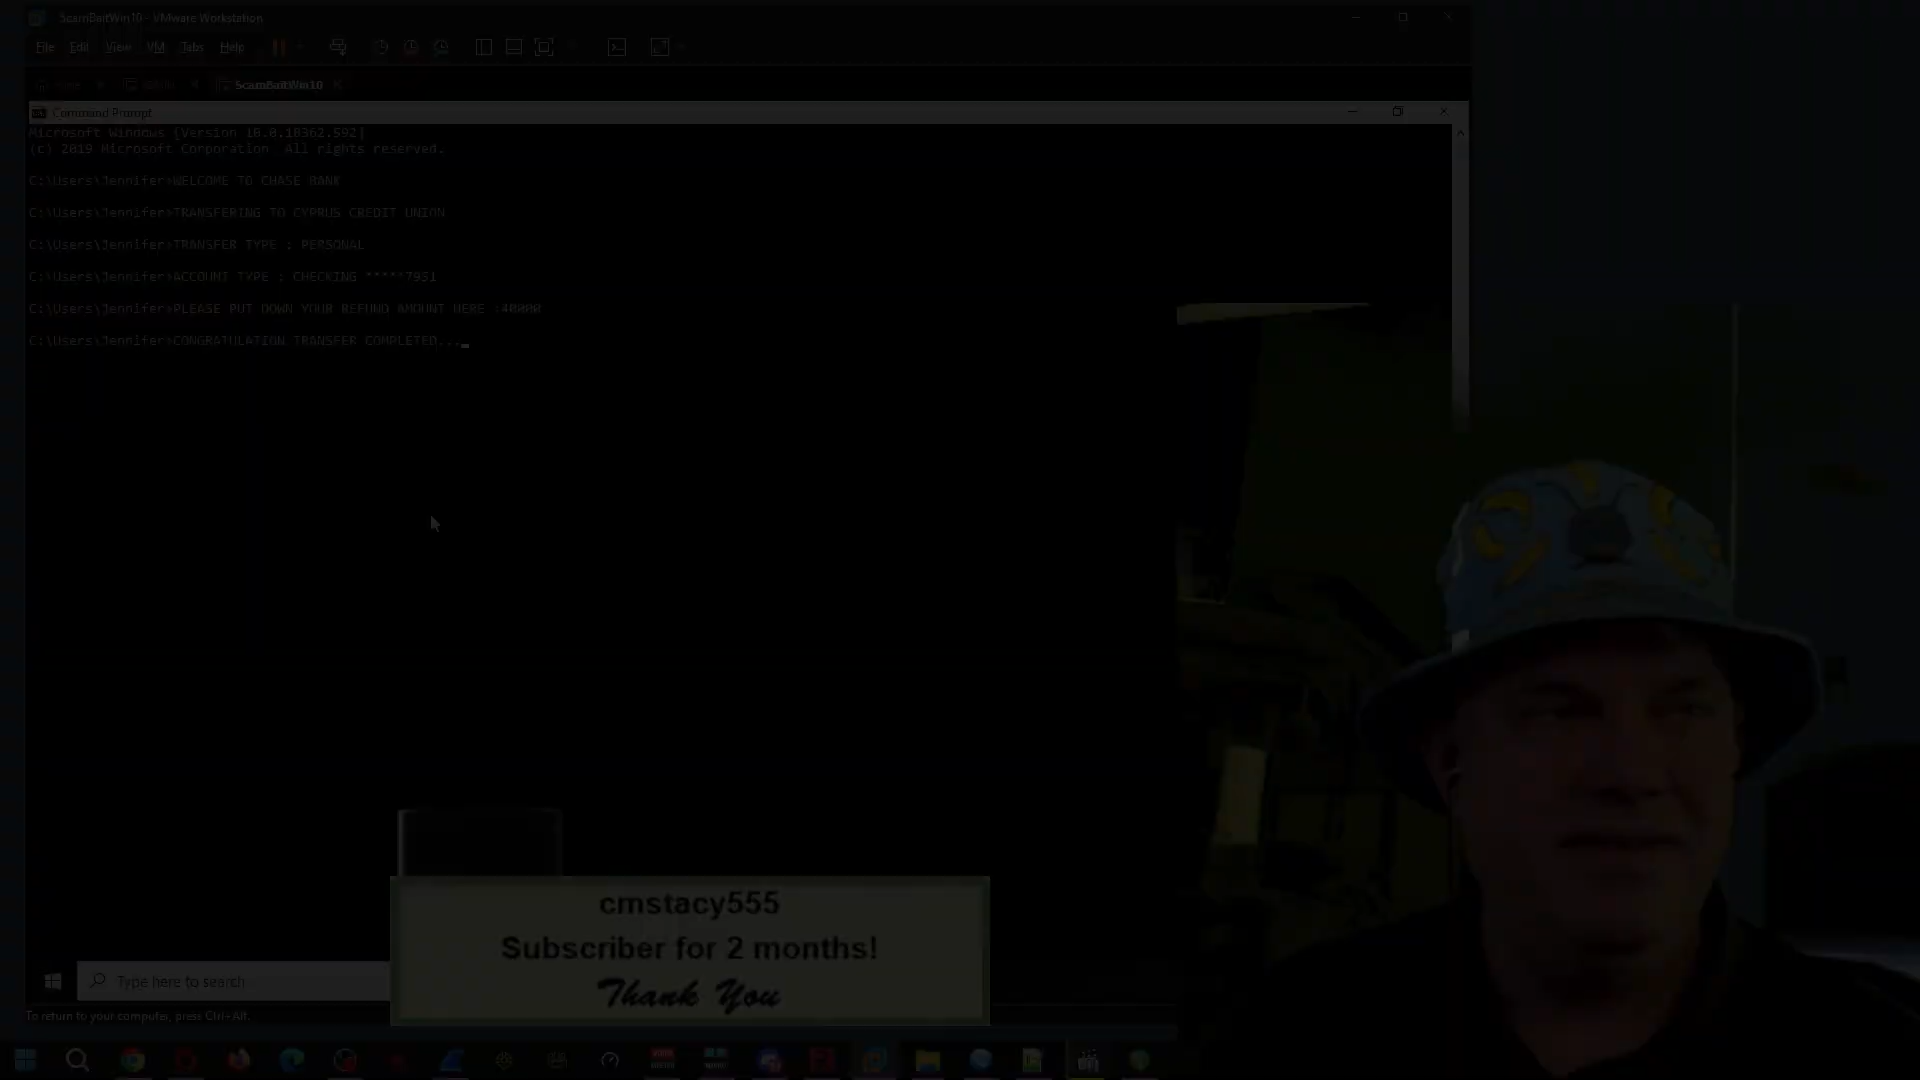 ScamBaitWin10 - VMware Workstation
File Edit View VM Tabs Help
ScamBaitWin10
Command Prompt
Microsoft Windows [Version 10.0.18362.592]
(c) 2019 Microsoft Corporation. All rights reserved.
C:\Users\Jennifer>WELCOME TO CHASE BANK
C:\Users\Jennifer>TRANSFERING TO CYPRUS CREDIT UNION
C:\Users\Jennifer>TRANSFER TYPE : PERSONAL
C:\Users\Jennifer>ACCOUNT TYPE : CHECKING *****7951
C:\Users\Jennifer>PLEASE PUT DOWN YOUR REFUND AMOUNT HERE :40000
C:\Users\Jennifer>CONGRATULATION TRANSFER COMPLETED..._
cmstacy555
Subscriber for 2 months!
Thank You
Type here to search
To return to your computer, press Ctrl+Alt.